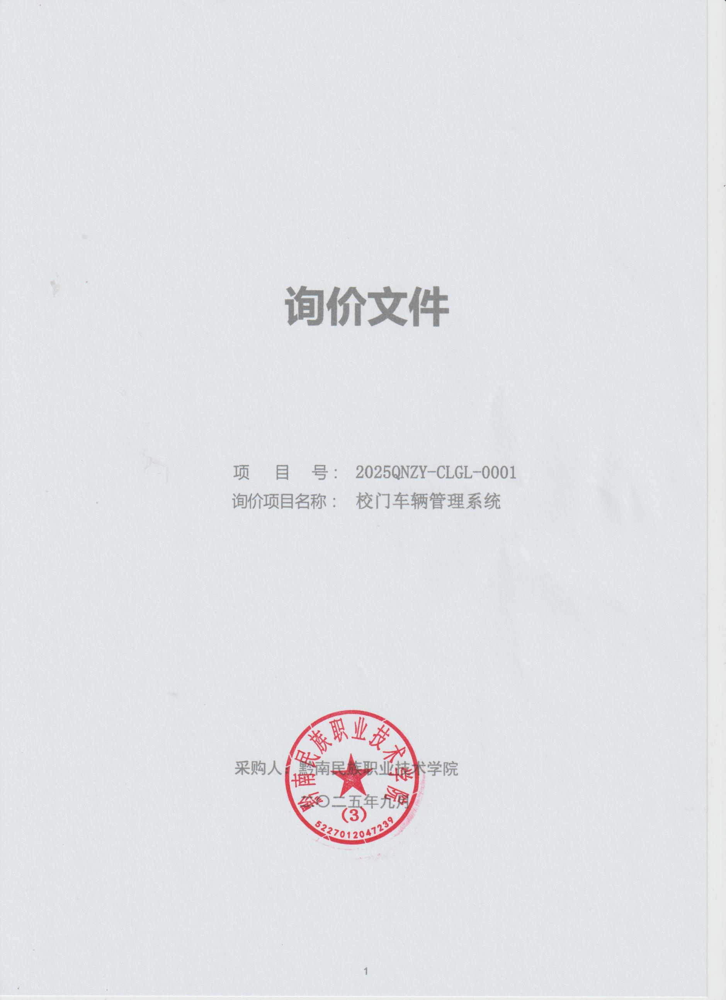 询价文件
项 目 号： 2025QNZY-CLGL-0001
询价项目名称： 校门车辆管理系统
采购人：黔南民族职业技术学院
二〇二五年九月
黔南民族职业技术学院
(3)
5227012047239
1